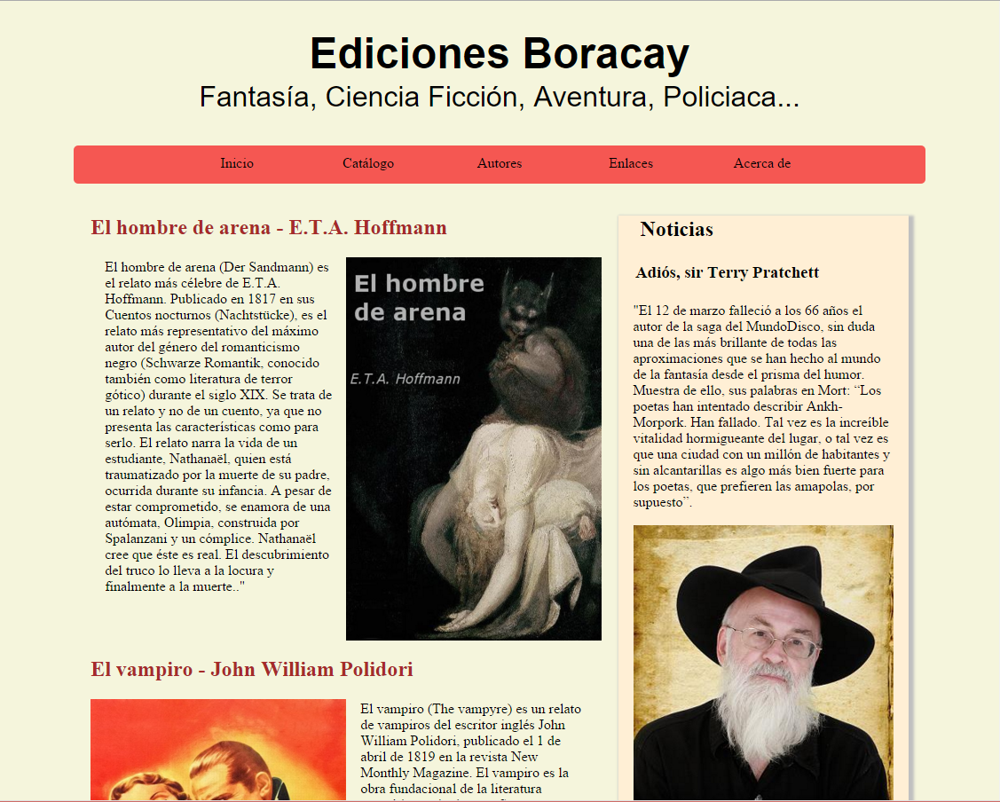 Ediciones Boracay
Fantasía, Ciencia Ficción, Aventura, Policiaca...
Inicio Catálogo Autores Enlaces Acerca de
El hombre de arena - E.T.A. Hoffmann
El hombre de arena (Der Sandmann) es
el relato más célebre de E.T.A.
Hoffmann. Publicado en 1817 en sus
Cuentos nocturnos (Nachtstücke), es el
relato más representativo del máximo
autor del género del romanticismo
negro (Schwarze Romantik, conocido
también como literatura de terror
gótico) durante el siglo XIX. Se trata de
un relato y no de un cuento, ya que no
presenta las características como para
serlo. El relato narra la vida de un
estudiante, Nathanaël, quien está
traumatizado por la muerte de su padre,
ocurrida durante su infancia. A pesar de
estar comprometido, se enamora de una
autómata, Olimpia, construida por
Spalanzani y un cómplice. Nathanaël
cree que éste es real. El descubrimiento
del truco lo lleva a la locura y
finalmente a la muerte.."
El hombre
de arena
E.T.A. Hoffmann
El vampiro - John William Polidori
El vampiro (The vampyre) es un relato
de vampiros del escritor inglés John
William Polidori, publicado el 1 de
abril de 1819 en la revista New
Monthly Magazine. El vampiro es la
obra fundacional de la literatura
Noticias
Adiós, sir Terry Pratchett
"El 12 de marzo falleció a los 66 años el
autor de la saga del MundoDisco, sin duda
una de las más brillante de todas las
aproximaciones que se han hecho al mundo
de la fantasía desde el prisma del humor.
Muestra de ello, sus palabras en Mort: “Los
poetas han intentado describir Ankh-
Morpork. Han fallado. Tal vez es la increíble
vitalidad hormigueante del lugar, o tal vez es
que una ciudad con un millón de habitantes y
sin alcantarillas es algo más bien fuerte para
los poetas, que prefieren las amapolas, por
supuesto”.